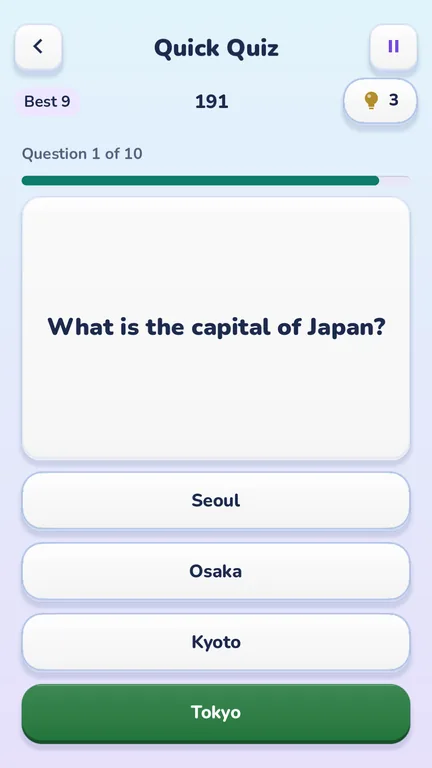 Quick Quiz
Best 9
191
3
Question 1 of 10
What is the capital of Japan?
Seoul
Osaka
Kyoto
Tokyo